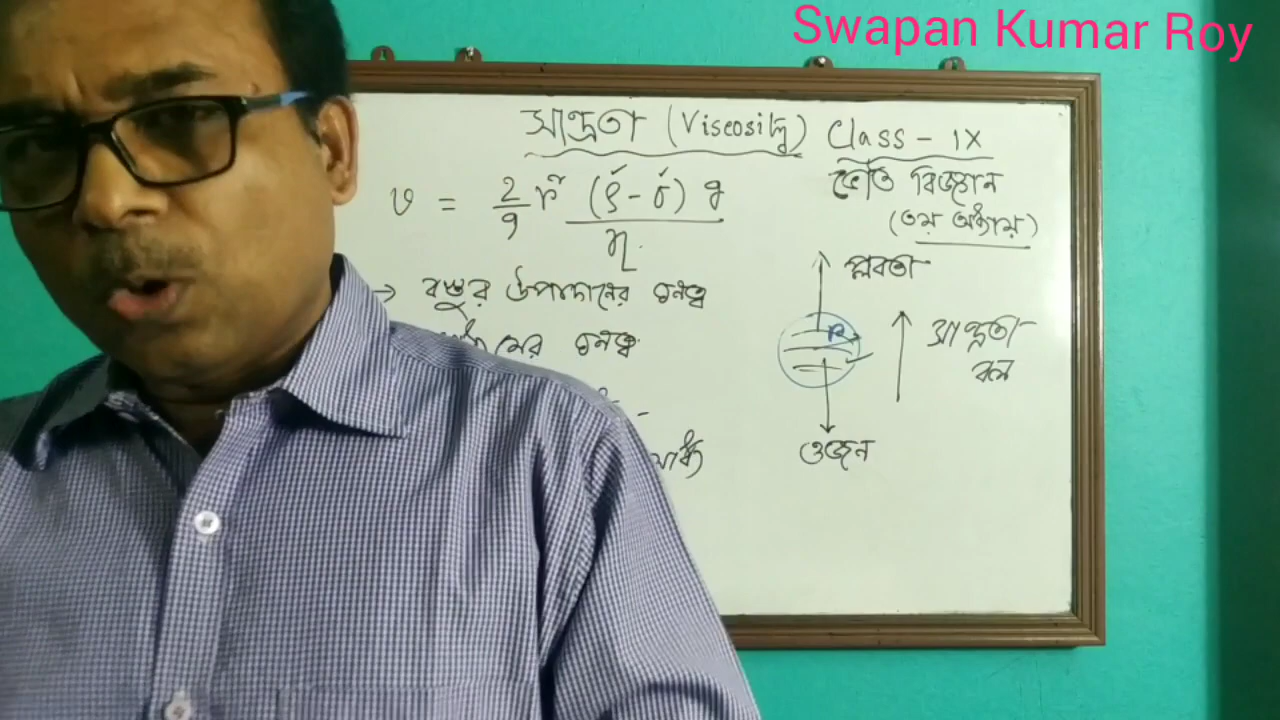 Swapan Kumar Roy
সান্দ্রতা (Viscosity) Class - IX
ভৌত বিজ্ঞান
(৩য় অধ্যায়)
v = 2/9 r² (ρ - σ) g / η
→ বস্তুর উপাদানের ঘনত্ব
ঘনত্ব
প্লবতা
R
সান্দ্রতা
বল
ওজন